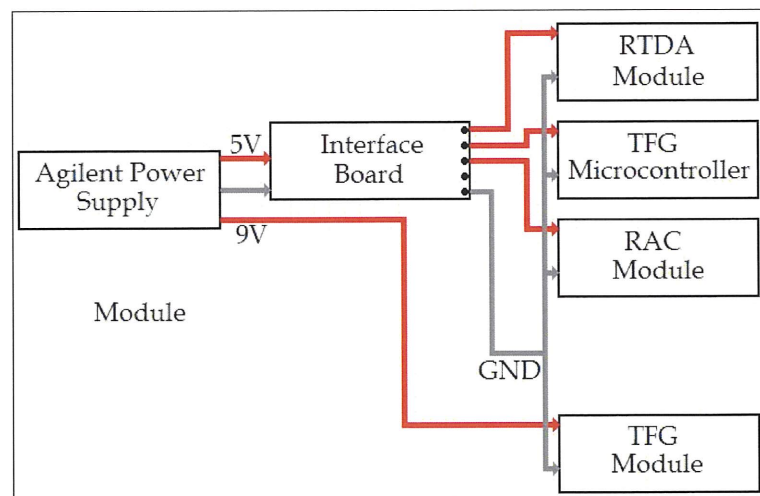 RTDA
Module
5V
Interface
Board
TFG
Microcontroller
Agilent Power
Supply
9V
RAC
Module
Module
GND
TFG
Module